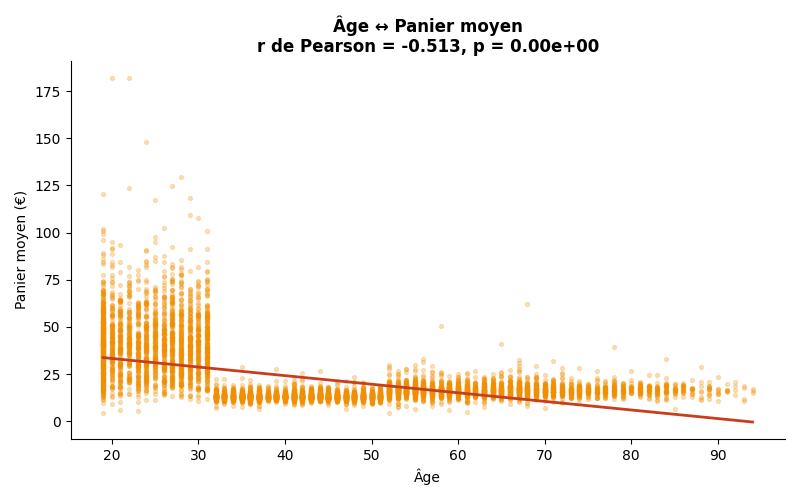 Âge ↔ Panier moyen
r de Pearson = -0.513, p = 0.00e+00
Panier moyen (€)
175
150
125
100
75
50
25
0
20 30 40 50 60 70 80 90
Âge